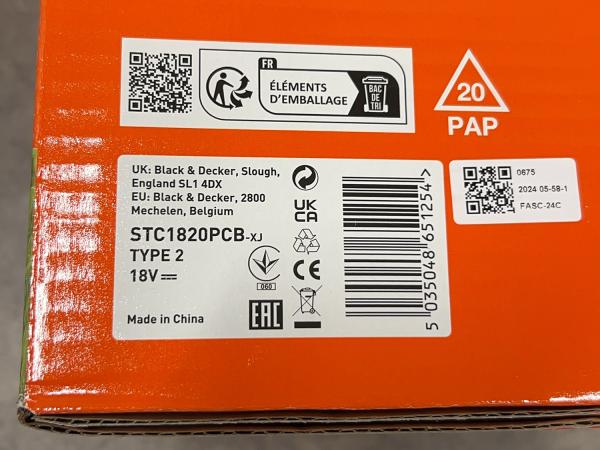 FR
ÉLÉMENTS
D'EMBALLAGE
BAC
DE
TRI
20
PAP
UK: Black & Decker, Slough,
England SL1 4DX
EU: Black & Decker, 2800
Mechelen, Belgium
STC1820PCB-XJ
TYPE 2
18V
Made in China
UK
CA
CE
060
EAC
5 035048 651254>
0675
2024 05-58-1
FASC-24C